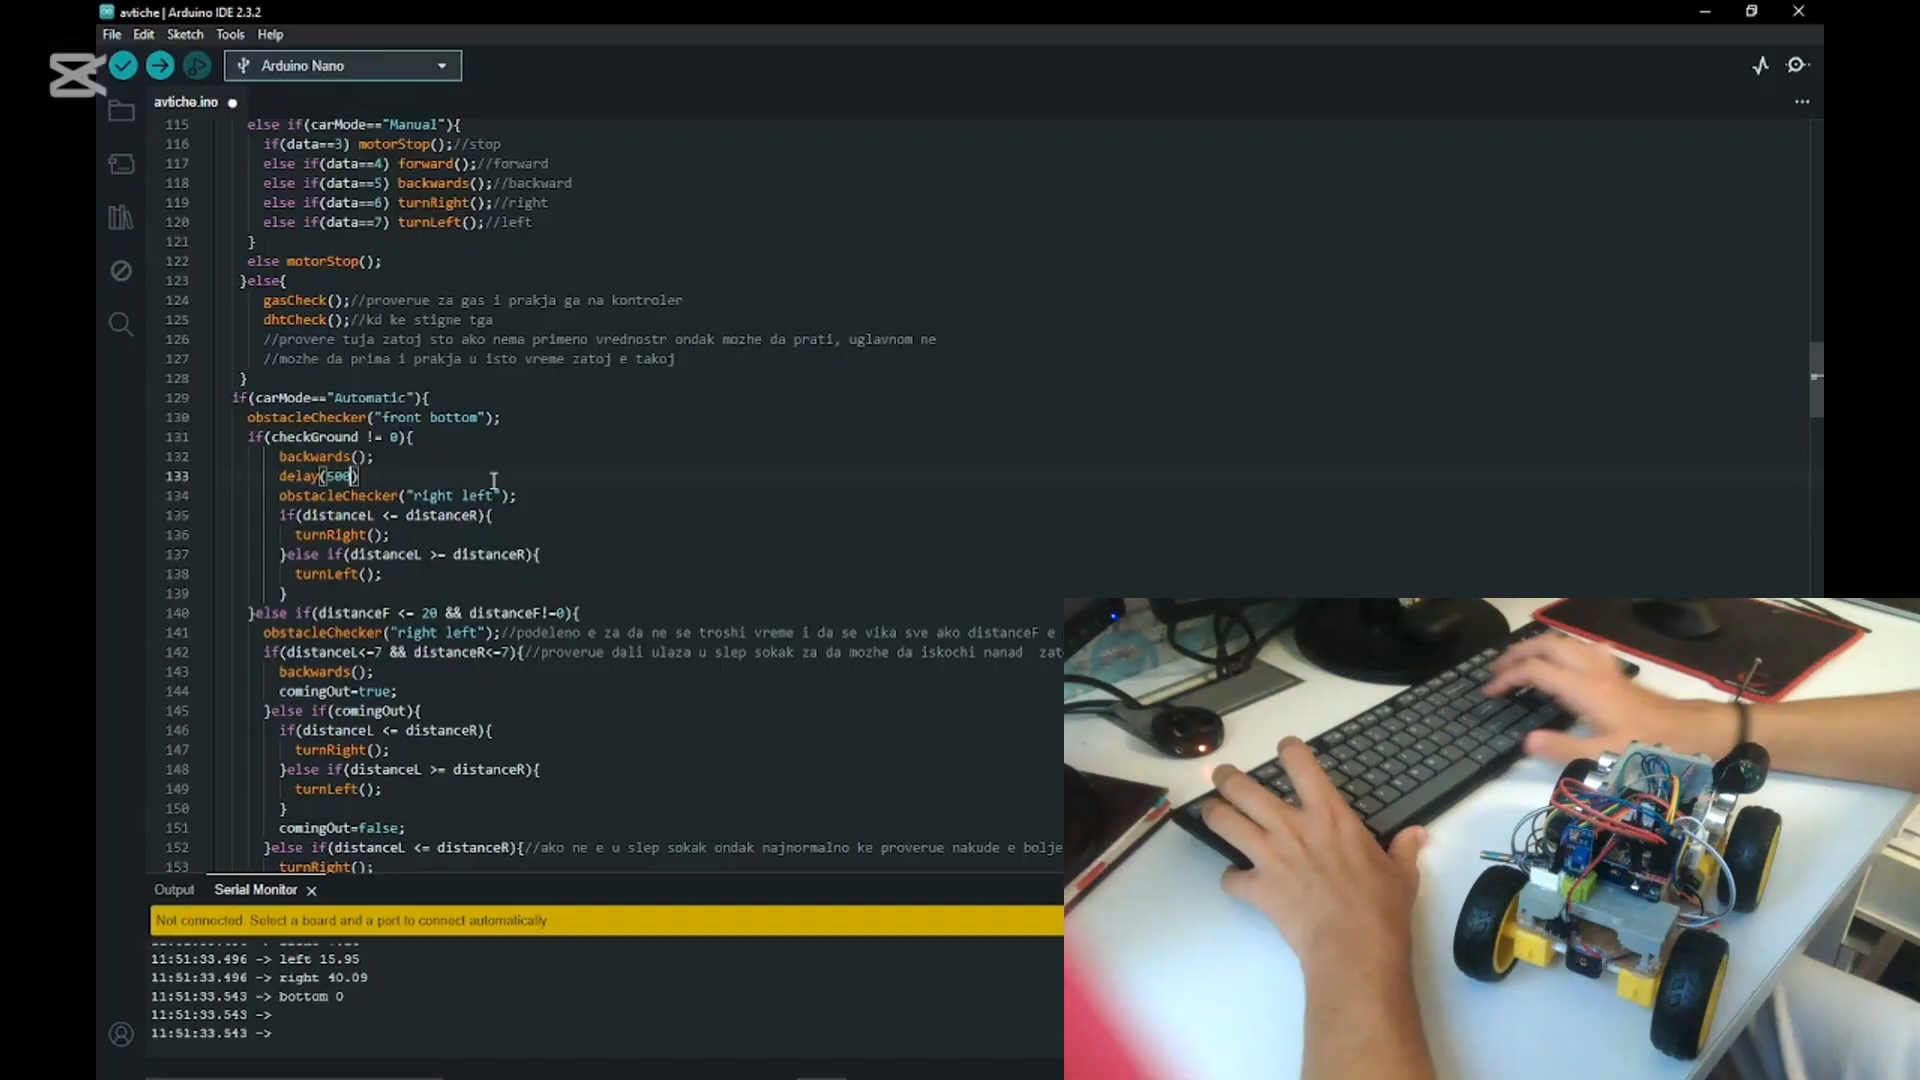 avtiche | Arduino IDE 2.3.2
File Edit Sketch Tools Help
Arduino Nano
avtiche.ino
115 else if(carMode=="Manual"){
116 if(data==3) motorStop();//stop
117 else if(data==4) forward();//forward
118 else if(data==5) backwards();//backward
119 else if(data==6) turnRight();//right
120 else if(data==7) turnLeft();//left
121 }
122 else motorStop();
123 }else{
124 gasCheck();//proverue za gas i prakja ga na kontroler
125 dhtCheck();//kd ke stigne tga
126 //provere tuja zatoj sto ako nema primeno vrednostr ondak mozhe da prati, uglavnom ne
127 //mozhe da prima i prakja u isto vreme zatoj e takoj
128 }
129 if(carMode=="Automatic"){
130 obstacleChecker("front bottom");
131 if(checkGround != 0){
132 backwards();
133 delay(500)
134 obstacleChecker("right left");
135 if(distanceL <= distanceR){
136 turnRight();
137 }else if(distanceL >= distanceR){
138 turnLeft();
139 }
140 }else if(distanceF <= 20 && distanceF!=0){
141 obstacleChecker("right left");//podeleno e za da ne se troshi vreme i da se vika sve ako distanceF e
142 if(distanceL<=7 && distanceR<=7){//proverue dali ulaza u slep sokak za da mozhe da iskochi nanad zat
143 backwards();
144 comingOut=true;
145 }else if(comingOut){
146 if(distanceL <= distanceR){
147 turnRight();
148 }else if(distanceL >= distanceR){
149 turnLeft();
150 }
151 comingOut=false;
152 }else if(distanceL <= distanceR){//ako ne e u slep sokak ondak najnormalno ke proverue nakude e bolje
153 turnRight();
Output Serial Monitor
Not connected. Select a board and a port to connect automatically
11:51:33.496 -> left 15.95
11:51:33.496 -> right 40.09
11:51:33.543 -> bottom 0
11:51:33.543 ->
11:51:33.543 ->